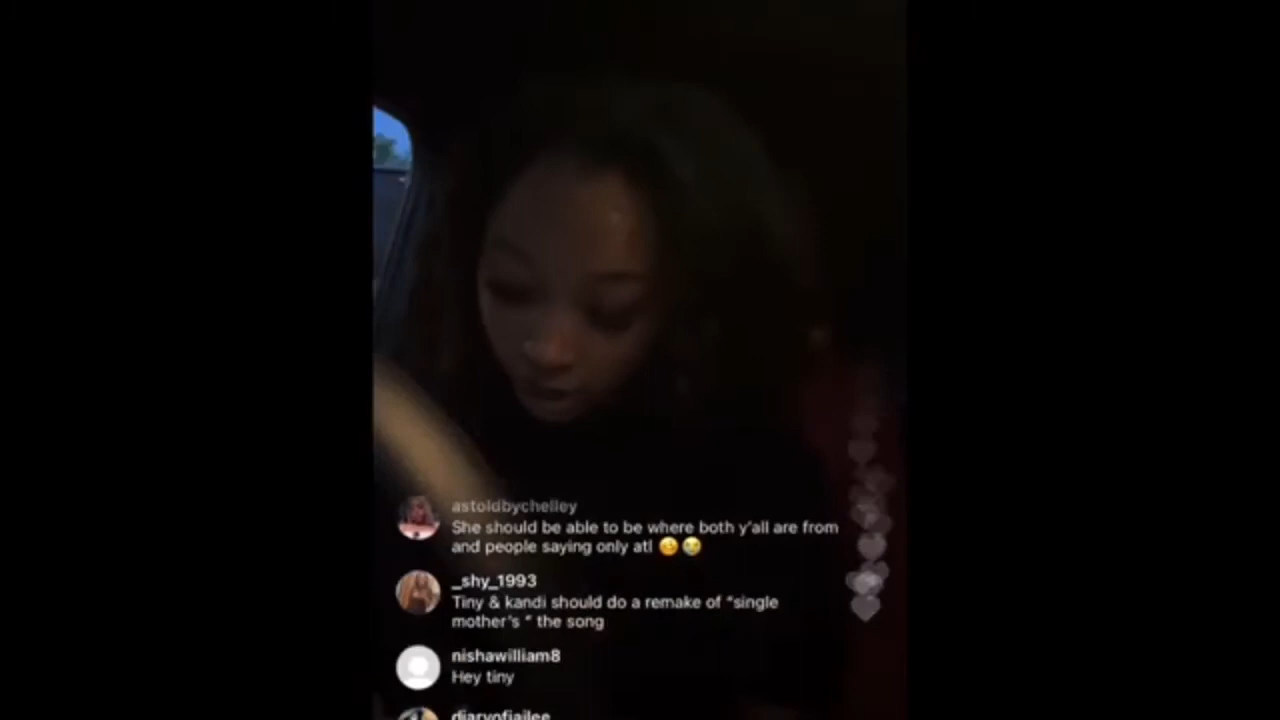 astoldbychelley
She should be able to be where both y'all are from
and people saying only atl 😊 😭
_shy_1993
Tiny & kandi should do a remake of "single
mother's " the song
nishawilliam8
Hey tiny